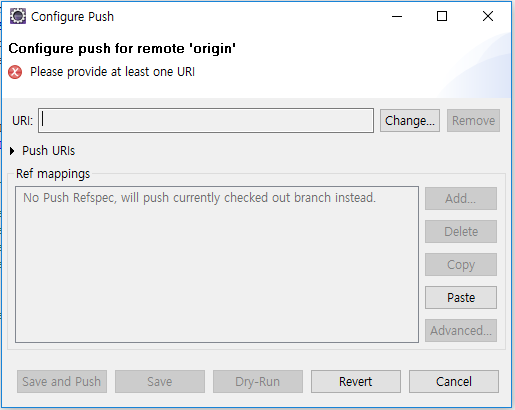 Configure Push
Configure push for remote 'origin'
Please provide at least one URI
URI:
Change...
Remove
Push URIs
Ref mappings
No Push Refspec, will push currently checked out branch instead.
Add...
Delete
Copy
Paste
Advanced...
Save and Push
Save
Dry-Run
Revert
Cancel